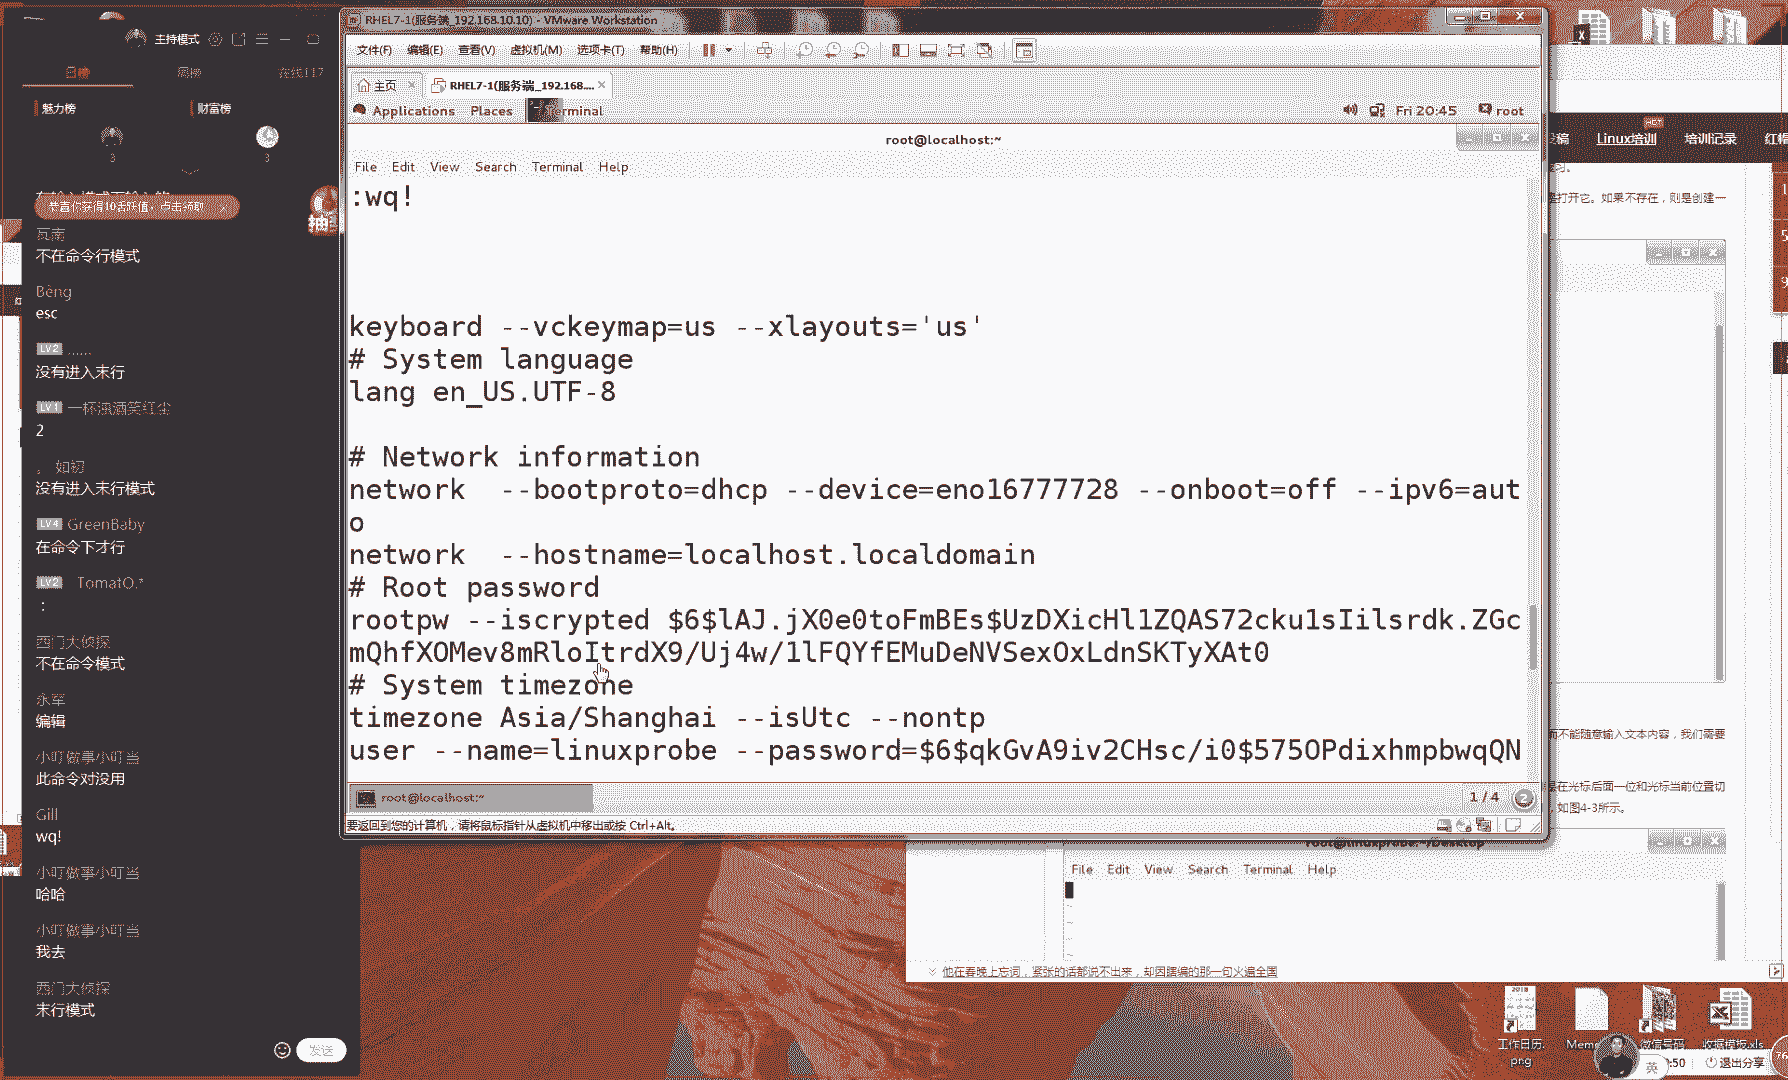 主持模式
日榜
周榜
在线117
魅力榜
财富榜
3
3
恭喜你获得10活跃值，点击领取
抽
瓦南
不在命令行模式
Bèng
esc
LV2 ......
没有进入末行
LV1 一杯浊酒笑红尘
2
。 如初
没有进入末行模式
LV4 GreenBaby
在命令下才行
LV2 TomatO.*
：
西门大侦探
不在命令模式
永军
编辑
小叮做事小叮当
此命令对没用
Gill
wq!
小叮做事小叮当
哈哈
小叮做事小叮当
我去
西门大侦探
末行模式
发送
RHEL7-1(服务端_192.168.10.10) - VMware Workstation
文件(F) 编辑(E) 查看(V) 虚拟机(M) 选项卡(T) 帮助(H)
主页 ×
RHEL7-1(服务端_192.168.... ×
Applications Places Terminal
Fri 20:45 root
root@localhost:~
File Edit View Search Terminal Help
:wq!
keyboard --vckeymap=us --xlayouts='us'
# System language
lang en_US.UTF-8
# Network information
network  --bootproto=dhcp --device=eno16777728 --onboot=off --ipv6=aut
o
network  --hostname=localhost.localdomain
# Root password
rootpw --iscrypted $6$lAJ.jX0e0toFmBEs$UzDXicHl1ZQAS72cku1sIilsrdk.ZGc
mQhfXOMev8mRloItrdX9/Uj4w/1lFQYfEMuDeNVSexOxLdnSKTyXAt0
# System timezone
timezone Asia/Shanghai --isUtc --nontp
user --name=linuxprobe --password=$6$qkGvA9iv2CHsc/i0$575OPdixhmpbwqQN
root@localhost:~
1 / 4
2
要返回到您的计算机，请将鼠标指针从虚拟机中移出或按 Ctrl+Alt。
稿
HOT
Linux培训
培训记录
红帽
习。
打开它。如果不存在，则是创建一
而不能随意输入文本内容，我们需要
是在光标后面一位和光标当前位置切
，如图4-3所示。
root@linuxprobe:~/Desktop
File Edit View Search Terminal Help
他在春晚上忘词，紧张的话都说不出来，却因瞎编的那一句火遍全国
工作日历.
png
Mem
微信号码
收据模板.xls
英
:50
退出分享
76